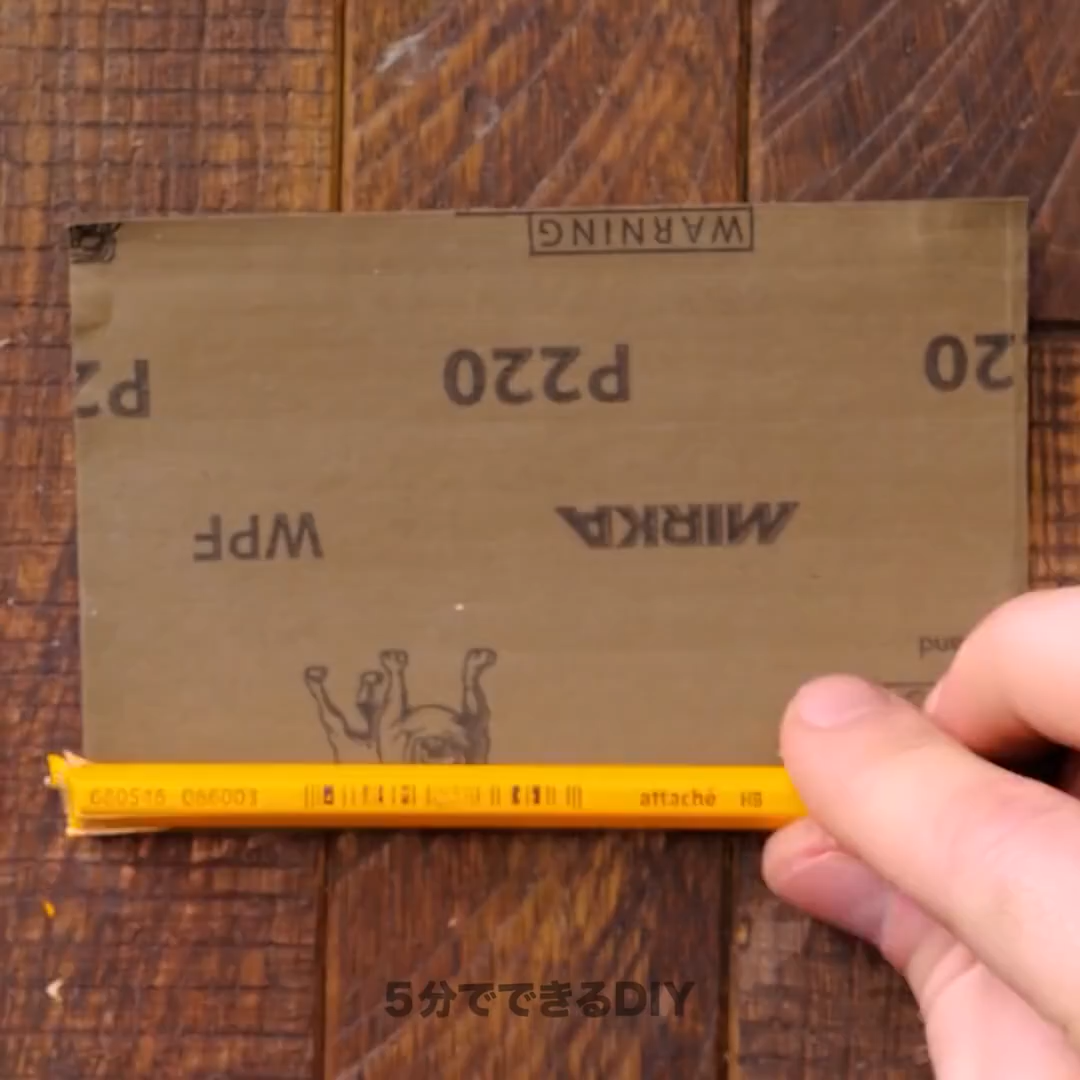 WARNING
P2
P220
20
WPF
MIRKA
attaché HB
5分でできるDIY